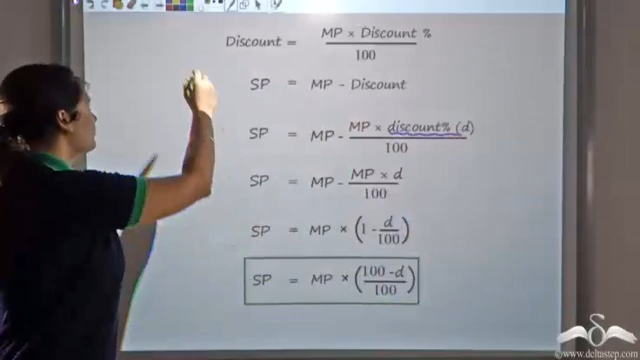 Discount = MP × Discount % / 100
SP = MP - Discount
SP = MP - MP × discount% (d) / 100
SP = MP - MP × d / 100
SP = MP × (1 - d/100)
SP = MP × (100 - d / 100)
©www.deltastep.com